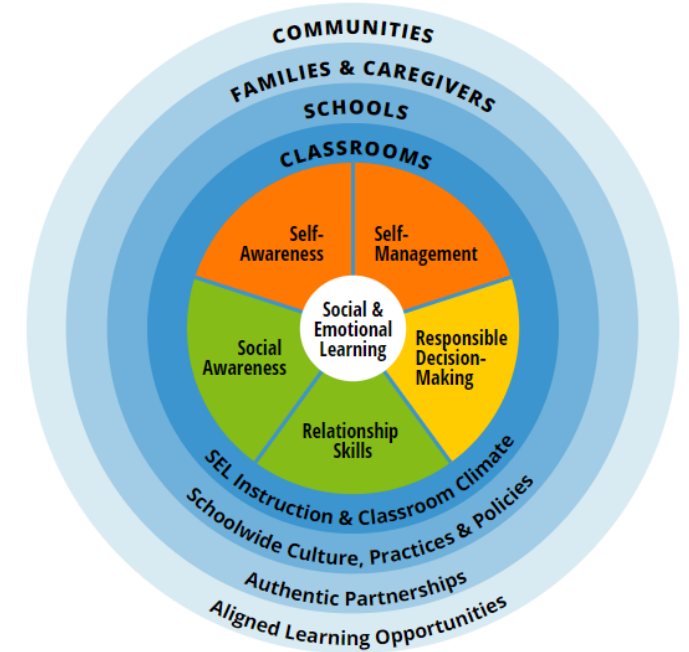 COMMUNITIES
FAMILIES & CAREGIVERS
SCHOOLS
CLASSROOMS
Self-
Awareness
Self-
Management
Social &
Emotional
Learning
Social
Awareness
Responsible
Decision-
Making
Relationship
Skills
SEL Instruction & Classroom Climate
Schoolwide Culture, Practices & Policies
Authentic Partnerships
Aligned Learning Opportunities